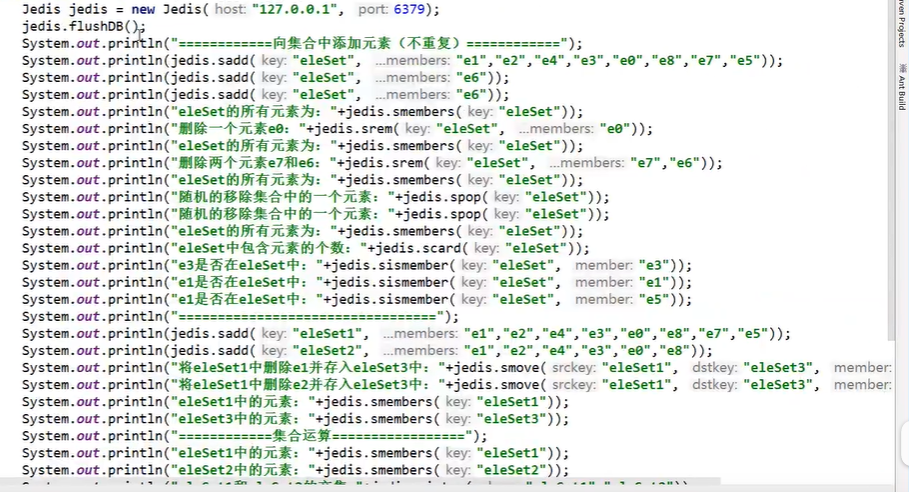 Jedis jedis = new Jedis( host: "127.0.0.1", port: 6379);
jedis.flushDB();
System.out.println("============向集合中添加元素（不重复）============");
System.out.println(jedis.sadd( key: "eleSet", ...members: "e1","e2","e4","e3","e0","e8","e7","e5"));
System.out.println(jedis.sadd( key: "eleSet", ...members: "e6"));
System.out.println(jedis.sadd( key: "eleSet", ...members: "e6"));
System.out.println("eleSet的所有元素为："+jedis.smembers( key: "eleSet"));
System.out.println("删除一个元素e0："+jedis.srem( key: "eleSet", ...members: "e0"));
System.out.println("eleSet的所有元素为："+jedis.smembers( key: "eleSet"));
System.out.println("删除两个元素e7和e6："+jedis.srem( key: "eleSet", ...members: "e7","e6"));
System.out.println("eleSet的所有元素为："+jedis.smembers( key: "eleSet"));
System.out.println("随机的移除集合中的一个元素："+jedis.spop( key: "eleSet"));
System.out.println("随机的移除集合中的一个元素："+jedis.spop( key: "eleSet"));
System.out.println("eleSet的所有元素为："+jedis.smembers( key: "eleSet"));
System.out.println("eleSet中包含元素的个数："+jedis.scard( key: "eleSet"));
System.out.println("e3是否在eleSet中："+jedis.sismember( key: "eleSet", member: "e3"));
System.out.println("e1是否在eleSet中："+jedis.sismember( key: "eleSet", member: "e1"));
System.out.println("e1是否在eleSet中："+jedis.sismember( key: "eleSet", member: "e5"));
System.out.println("=================================");
System.out.println(jedis.sadd( key: "eleSet1", ...members: "e1","e2","e4","e3","e0","e8","e7","e5"));
System.out.println(jedis.sadd( key: "eleSet2", ...members: "e1","e2","e4","e3","e0","e8"));
System.out.println("将eleSet1中删除e1并存入eleSet3中："+jedis.smove( srckey: "eleSet1", dstkey: "eleSet3", member:
System.out.println("将eleSet1中删除e2并存入eleSet3中："+jedis.smove( srckey: "eleSet1", dstkey: "eleSet3", member:
System.out.println("eleSet1中的元素："+jedis.smembers( key: "eleSet1"));
System.out.println("eleSet3中的元素："+jedis.smembers( key: "eleSet3"));
System.out.println("============集合运算=================");
System.out.println("eleSet1中的元素："+jedis.smembers( key: "eleSet1"));
System.out.println("eleSet2中的元素："+jedis.smembers( key: "eleSet2"));
Projects
Ant Build